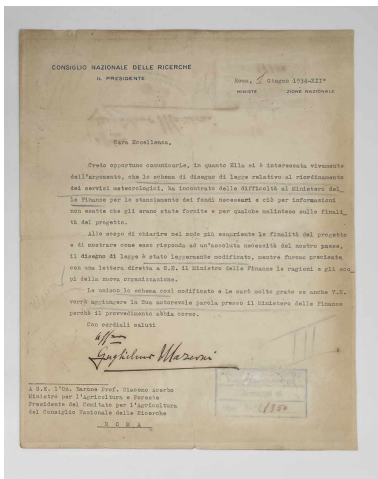 CONSIGLIO NAZIONALE DELLE RICERCHE
IL PRESIDENTE
Roma, Giugno 1934-XII°
MINISTE ZIONE NAZIONALE
Cara Eccellenza,
Credo opportuno comunicarLe, in quanto Ella si è interessata vivamente
dell'argomento, che lo schema di disegno di legge relativo al riordinamento
dei servizi meteorologici, ha incontrato delle difficoltà al Ministero del
le Finanze per lo stanziamento dei fondi necessari e ciò per informazioni
non esatte che gli erano state fornite e per qualche malinteso sulle finali
tà del progetto.
Allo scopo di chiarire nel modo più esauriente le finalità del progetto
e di mostrare come esso risponda ad un'assoluta necessità del nostro paese,
il disegno di legge è stato leggermente modificato, mentre furono precisate
con una lettera diretta a S.E. il Ministro delle Finanze le ragioni e gli sco
pi della nuova organizzazione.
Le unisco lo schema così modificato e Le sarò molto grato se anche V.E.
vorrà aggiungere la Sua autorevole parola presso il Ministero delle Finanze
perchè il provvedimento abbia corso.
Con cordiali saluti
aff.mo
Guglielmo Marconi
A S.E. l'On. Barone Prof. Giacomo Acerbo
Ministro per l'Agricoltura e Foreste
Presidente del Comitato per l'Agricoltura
del Consiglio Nazionale delle Ricerche
ROMA